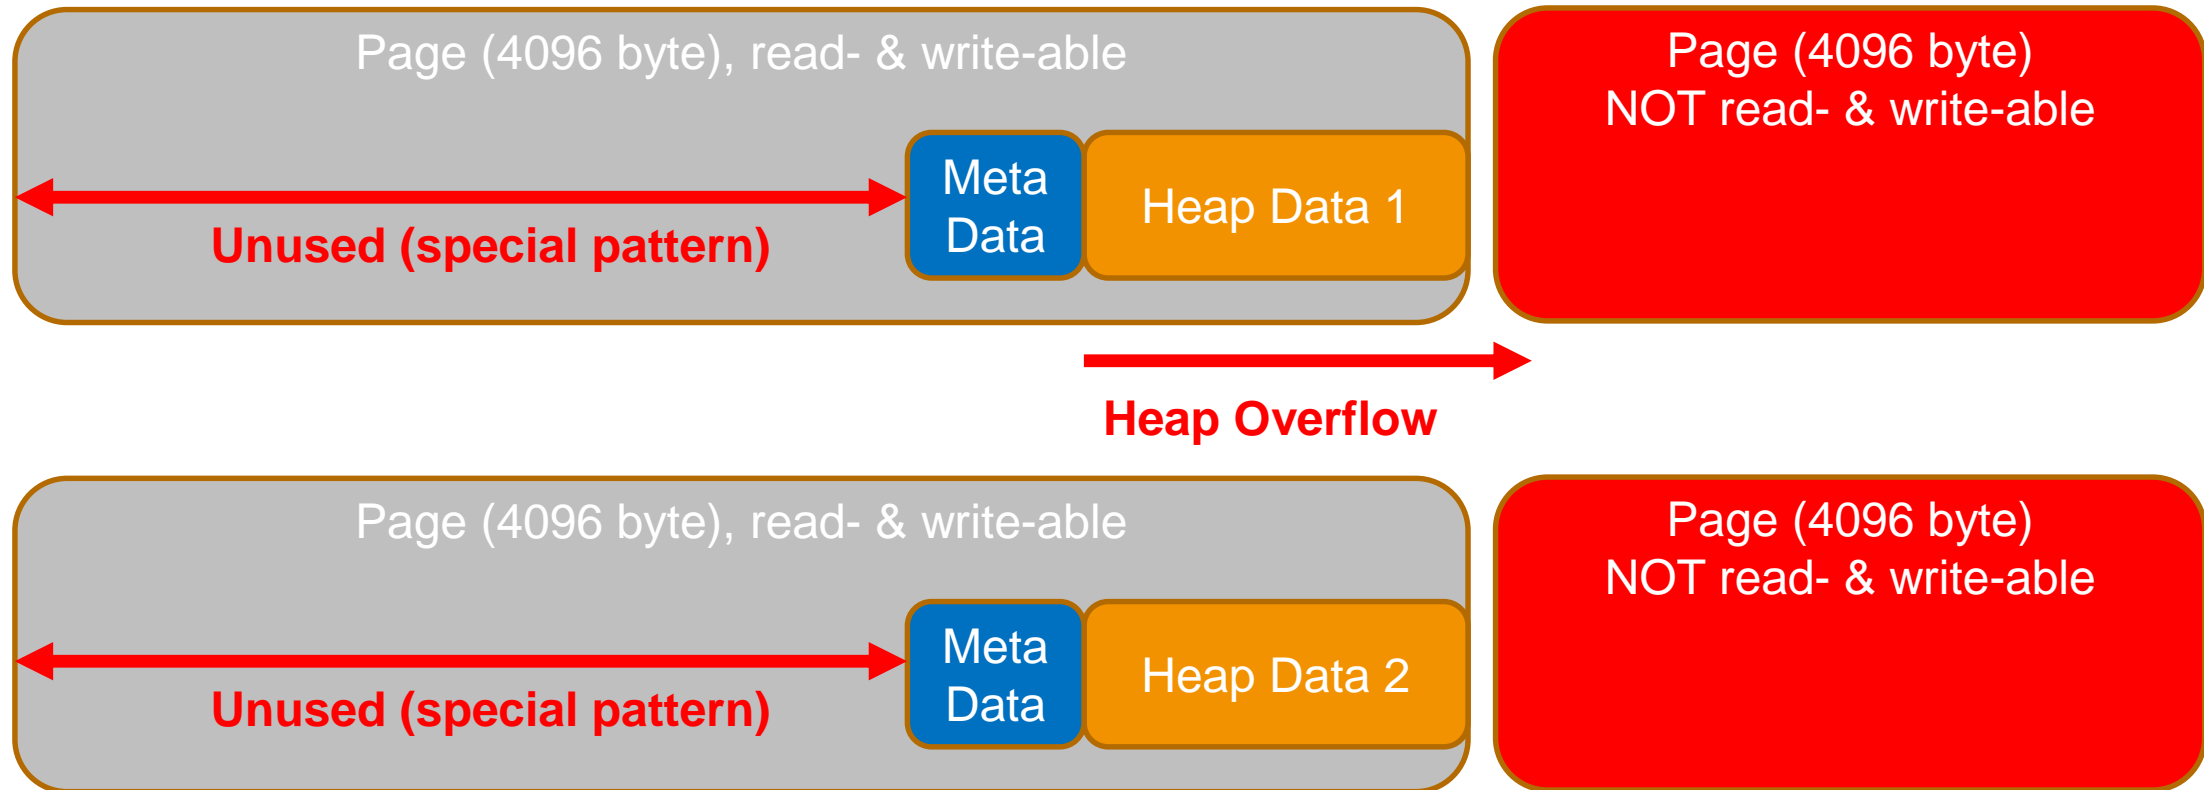 Page (4096 byte), read- & write-able
Page (4096 byte)
NOT read- & write-able
Meta
Data
Heap Data 1
Unused (special pattern)
Heap Overflow
Page (4096 byte), read- & write-able
Page (4096 byte)
NOT read- & write-able
Meta
Data
Heap Data 2
Unused (special pattern)